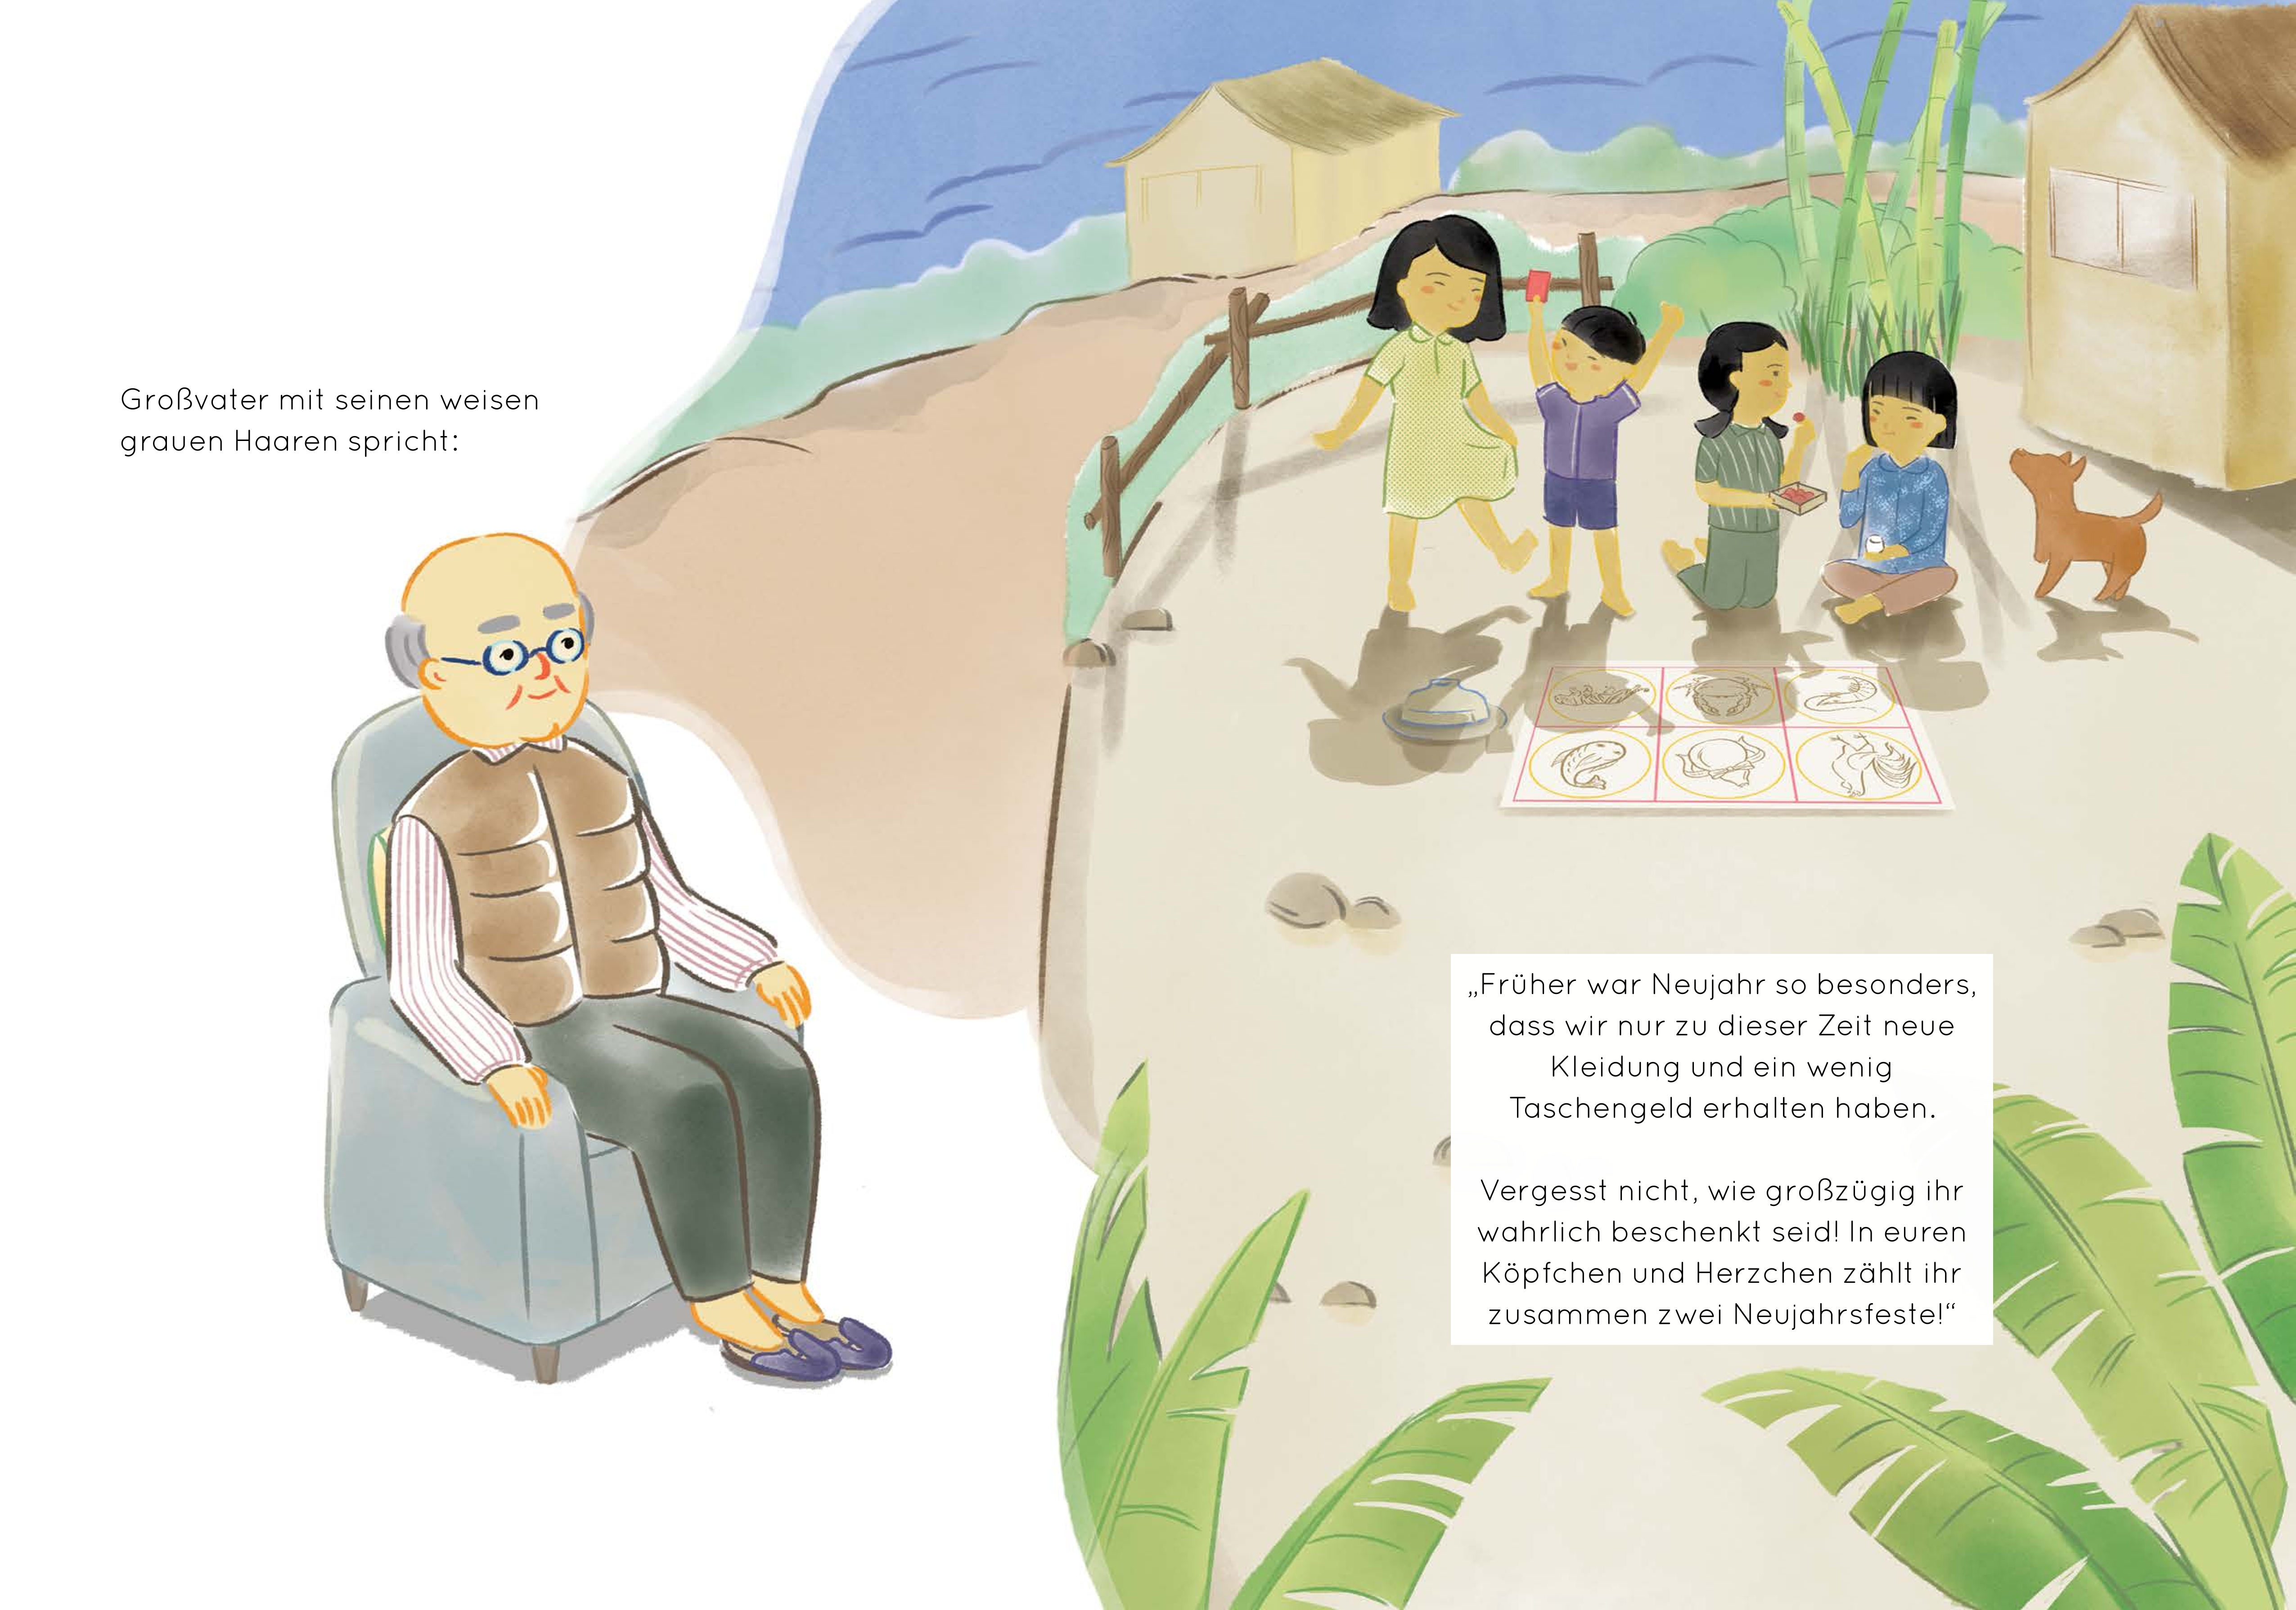 Großvater mit seinen weisen
grauen Haaren spricht:
„Früher war Neujahr so besonders,
dass wir nur zu dieser Zeit neue
Kleidung und ein wenig
Taschengeld erhalten haben.
Vergesst nicht, wie großzügig ihr
wahrlich beschenkt seid! In euren
Köpfchen und Herzchen zählt ihr
zusammen zwei Neujahrsfeste!“